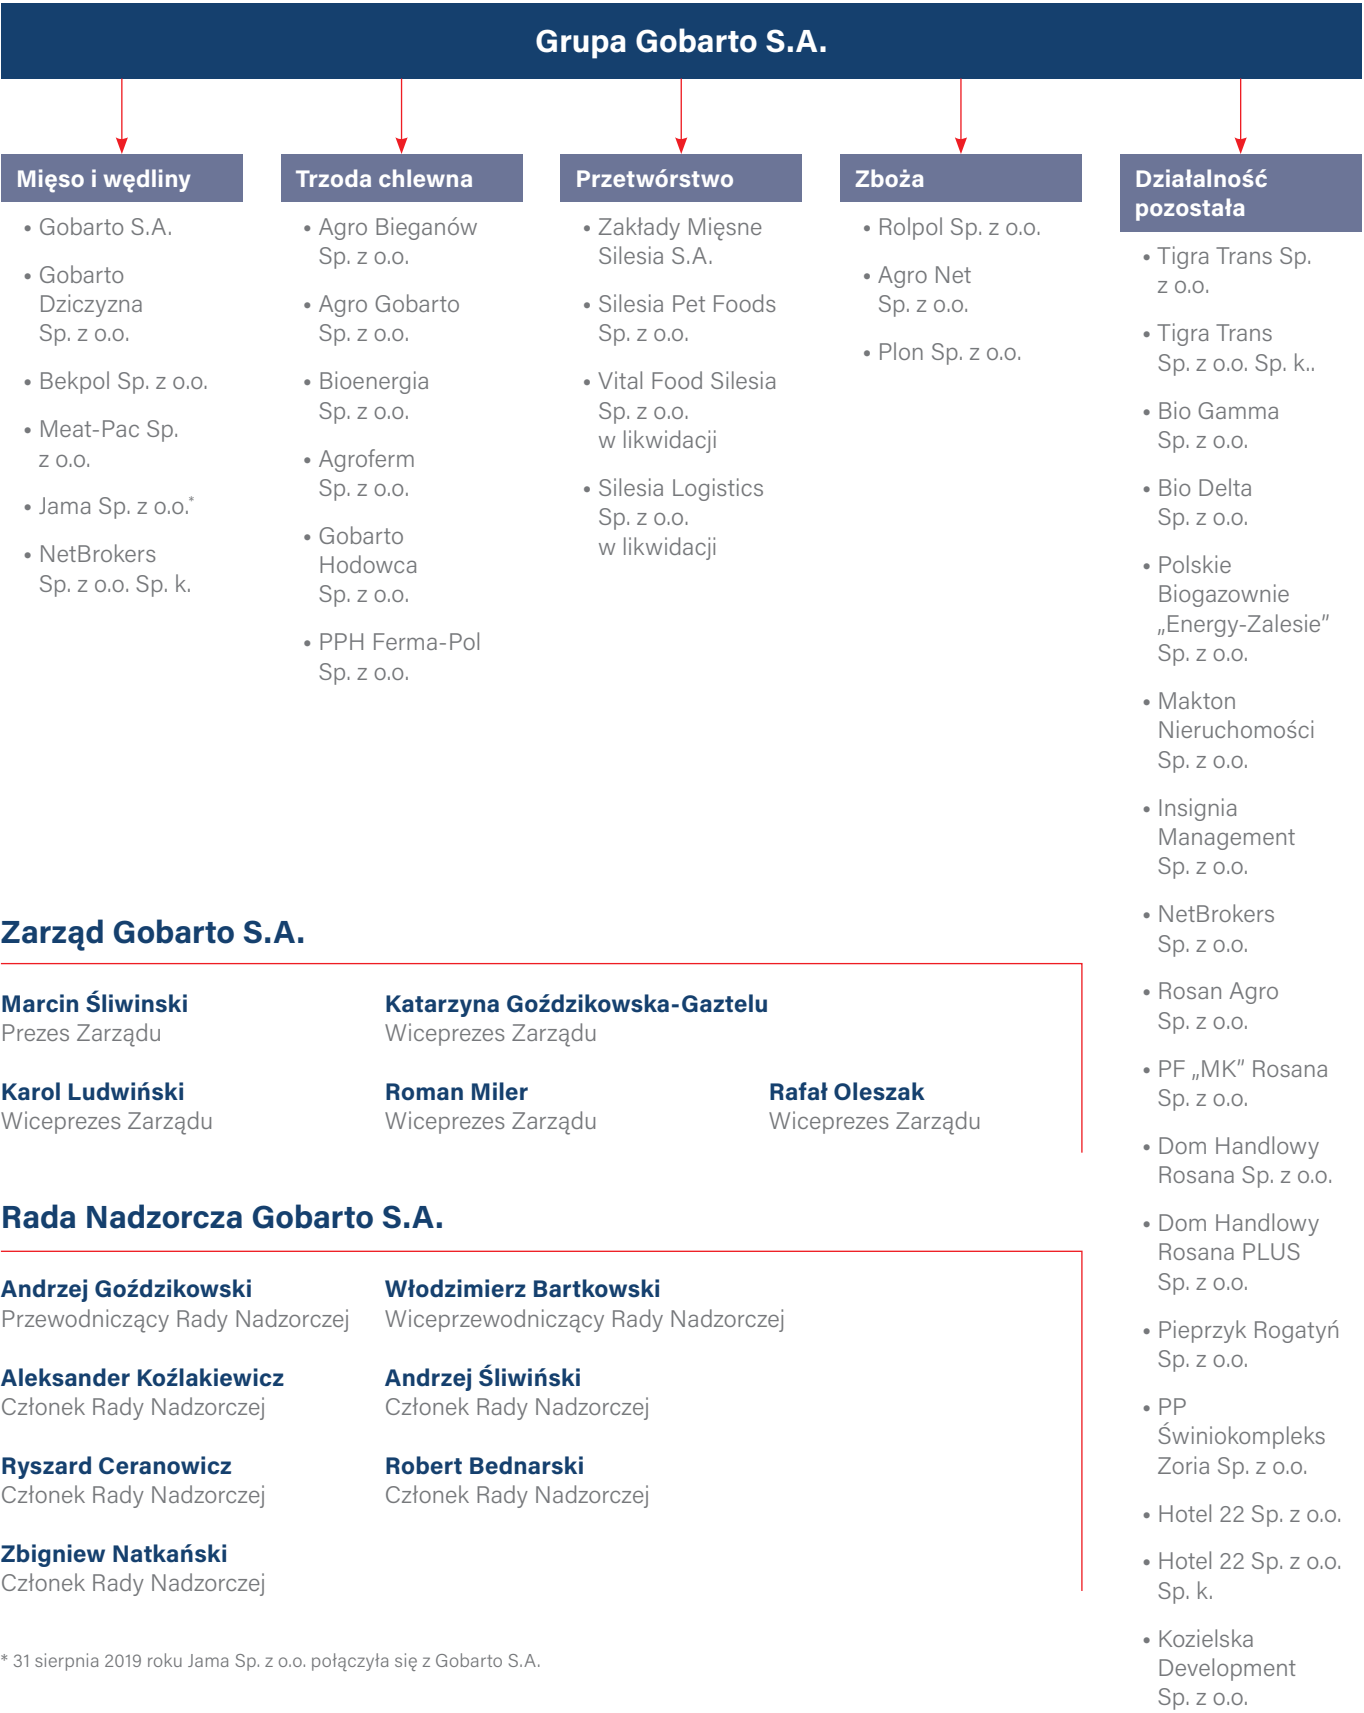 Grupa Gobarto S.A.
Mięso i wędliny
• Gobarto S.A.
• Gobarto
Dziczyzna
Sp. z o.o.
• Bekpol Sp. z o.o.
• Meat-Pac Sp.
z o.o.
• Jama Sp. z o.o.*
• NetBrokers
Sp. z o.o. Sp. k.
Trzoda chlewna
• Agro Bieganów
Sp. z o.o.
• Agro Gobarto
Sp. z o.o.
• Bioenergia
Sp. z o.o.
• Agroferm
Sp. z o.o.
• Gobarto
Hodowca
Sp. z o.o.
• PPH Ferma-Pol
Sp. z o.o.
Przetwórstwo
• Zakłady Mięsne
Silesia S.A.
• Silesia Pet Foods
Sp. z o.o.
• Vital Food Silesia
Sp. z o.o.
w likwidacji
• Silesia Logistics
Sp. z o.o.
w likwidacji
Zboża
• Rolpol Sp. z o.o.
• Agro Net
Sp. z o.o.
• Plon Sp. z o.o.
Działalność
pozostała
• Tigra Trans Sp.
z o.o.
• Tigra Trans
Sp. z o.o. Sp. k..
• Bio Gamma
Sp. z o.o.
• Bio Delta
Sp. z o.o.
• Polskie
Biogazownie
„Energy-Zalesie”
Sp. z o.o.
• Makton
Nieruchomości
Sp. z o.o.
• Insignia
Management
Sp. z o.o.
• NetBrokers
Sp. z o.o.
• Rosan Agro
Sp. z o.o.
• PF „MK” Rosana
Sp. z o.o.
• Dom Handlowy
Rosana Sp. z o.o.
• Dom Handlowy
Rosana PLUS
Sp. z o.o.
• Pieprzyk Rogatyń
Sp. z o.o.
• PP
Świniokompleks
Zoria Sp. z o.o.
• Hotel 22 Sp. z o.o.
• Hotel 22 Sp. z o.o.
Sp. k.
• Kozielska
Development
Sp. z o.o.
Zarząd Gobarto S.A.
Marcin Śliwinski
Prezes Zarządu
Katarzyna Goździkowska-Gaztelu
Wiceprezes Zarządu
Karol Ludwiński
Wiceprezes Zarządu
Roman Miler
Wiceprezes Zarządu
Rafał Oleszak
Wiceprezes Zarządu
Rada Nadzorcza Gobarto S.A.
Andrzej Goździkowski
Przewodniczący Rady Nadzorczej
Włodzimierz Bartkowski
Wiceprzewodniczący Rady Nadzorczej
Aleksander Koźlakiewicz
Członek Rady Nadzorczej
Andrzej Śliwiński
Członek Rady Nadzorczej
Ryszard Ceranowicz
Członek Rady Nadzorczej
Robert Bednarski
Członek Rady Nadzorczej
Zbigniew Natkański
Członek Rady Nadzorczej
* 31 sierpnia 2019 roku Jama Sp. z o.o. połączyła się z Gobarto S.A.